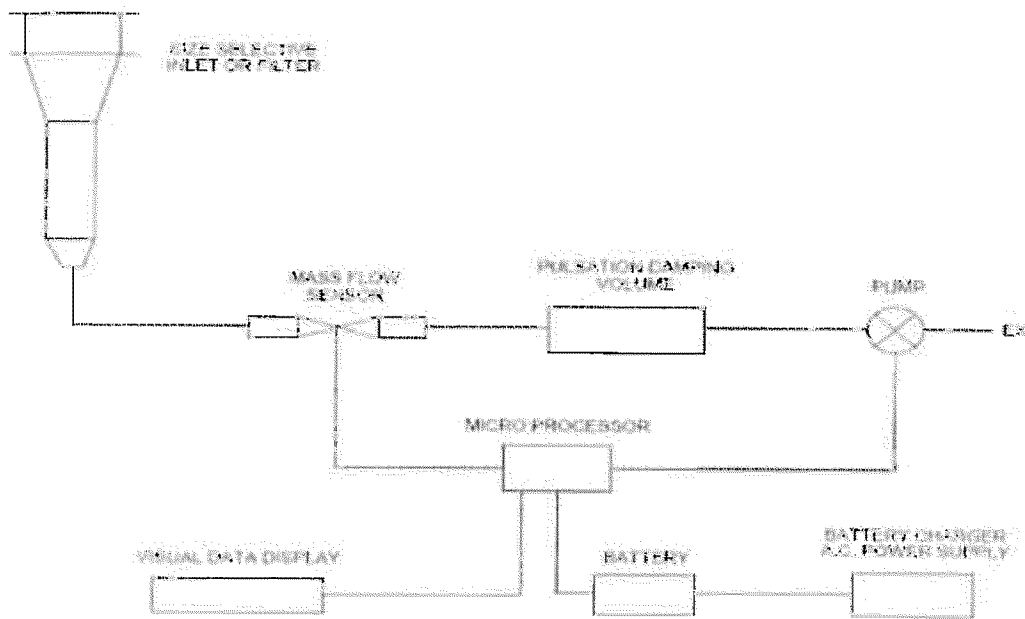 SIZE SELECTIVE
INLET OR FILTER
MASS FLOW
SENSOR
PULSATION DAMPING
VOLUME
PUMP
EX
MICRO PROCESSOR
VISUAL DATA DISPLAY
BATTERY
BATTERY CHARGER
A.C. POWER SUPPLY